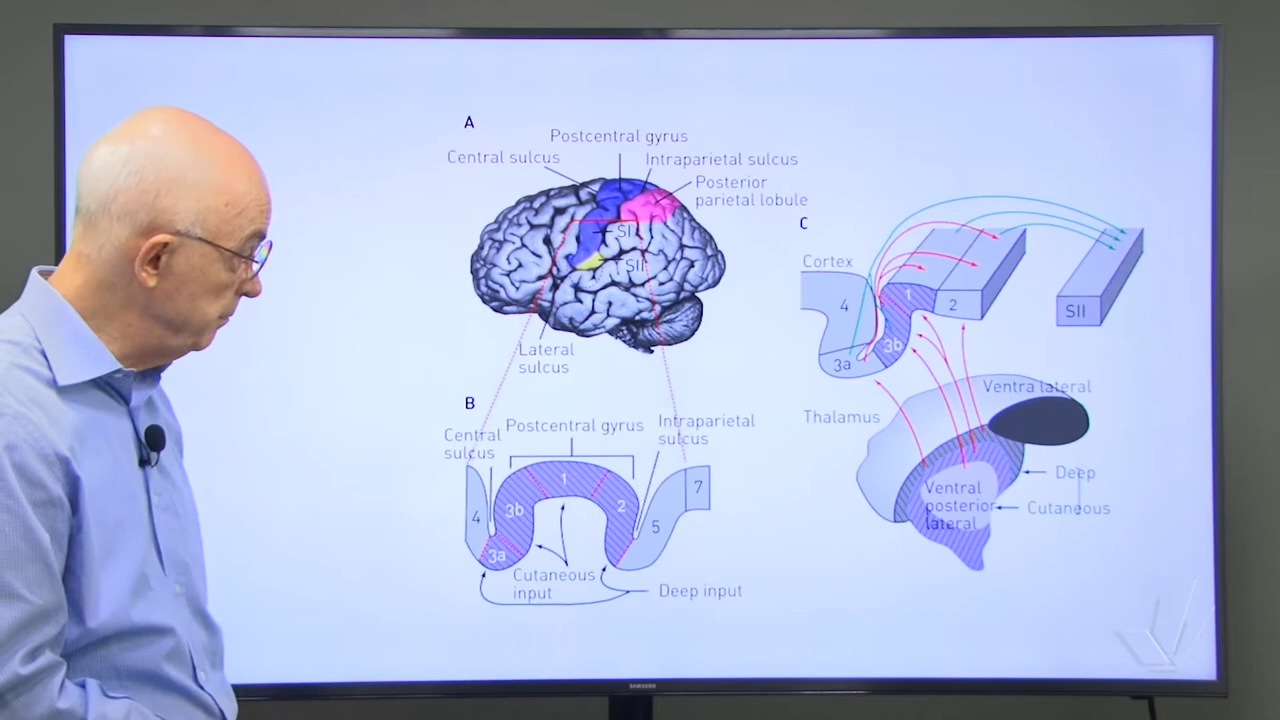 A
Postcentral gyrus
Central sulcus
Intraparietal sulcus
Posterior
parietal lobule
SI
SII
Lateral
sulcus
B
Postcentral gyrus
Central
sulcus
Intraparietal
sulcus
4
3a
3b
1
2
5
7
Cutaneous
input
Deep input
C
Cortex
4
3a
3b
1
2
SII
Thalamus
Ventra lateral
Deep
Ventral
posterior
lateral
Cutaneous
SAMSUNG